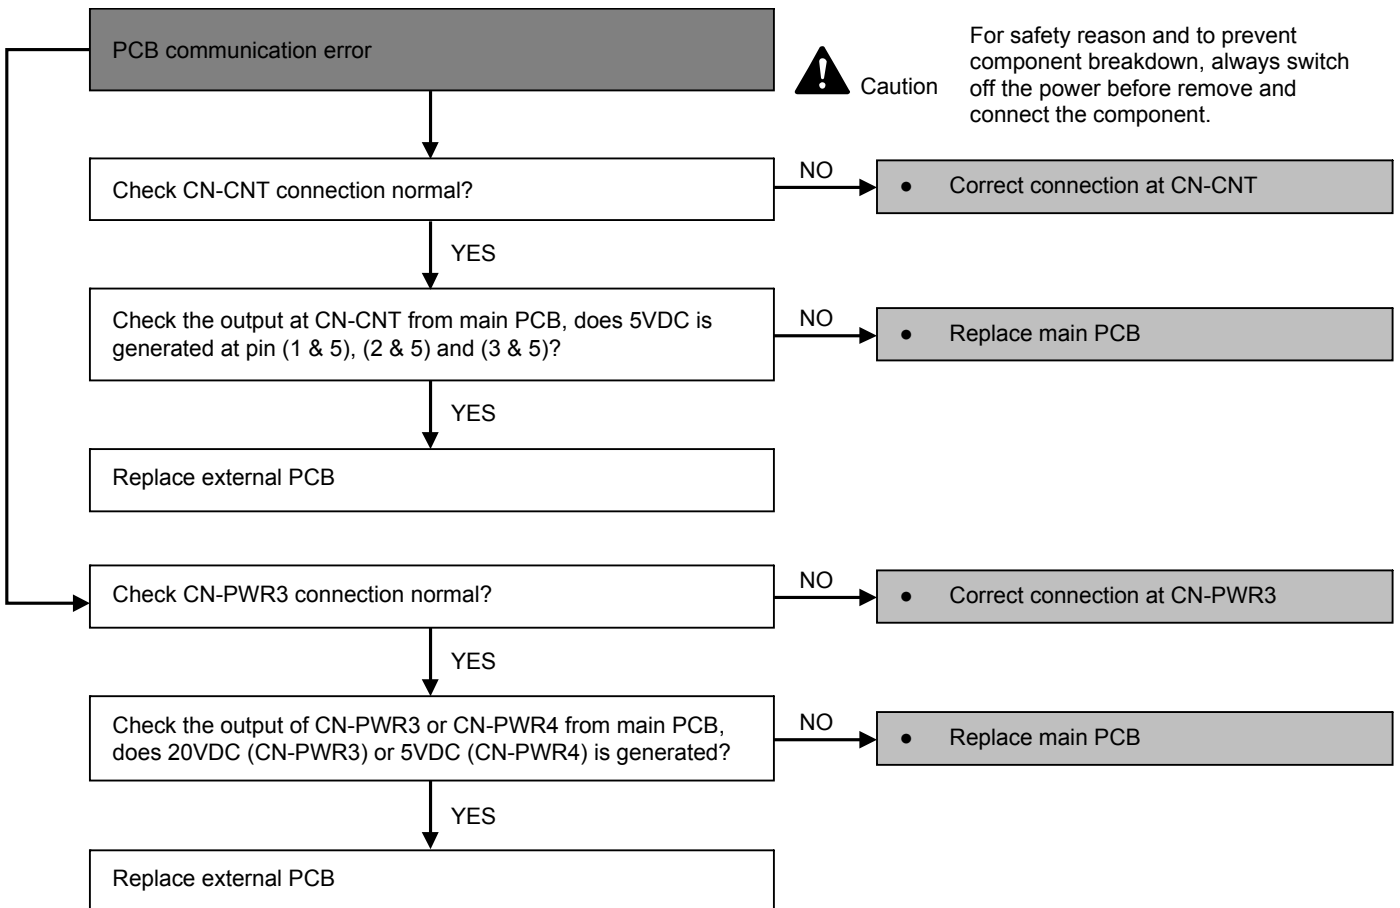 PCB communication error
Caution
For safety reason and to prevent
component breakdown, always switch
off the power before remove and
connect the component.
Check CN-CNT connection normal?
NO
● Correct connection at CN-CNT
YES
Check the output at CN-CNT from main PCB, does 5VDC is
generated at pin (1 & 5), (2 & 5) and (3 & 5)?
NO
● Replace main PCB
YES
Replace external PCB
Check CN-PWR3 connection normal?
NO
● Correct connection at CN-PWR3
YES
Check the output of CN-PWR3 or CN-PWR4 from main PCB,
does 20VDC (CN-PWR3) or 5VDC (CN-PWR4) is generated?
NO
● Replace main PCB
YES
Replace external PCB